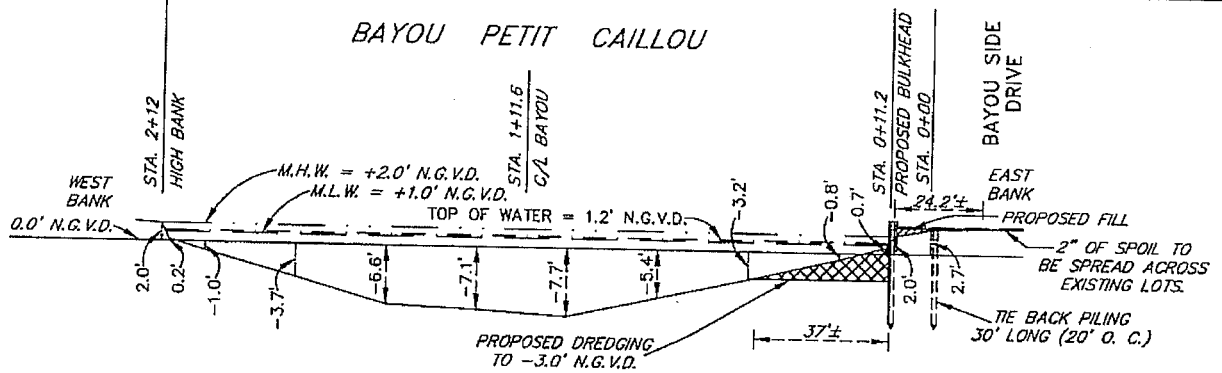 BAYOU PETIT CAILLOU
STA. 2+12
HIGH BANK
STA. 1+11.6
C/L BAYOU
STA. 0+11.2
PROPOSED BULKHEAD
STA. 0+00
BAYOU SIDE
DRIVE
WEST
BANK
0.0' N.G.V.D.
M.H.W. = +2.0' N.G.V.D.
M.L.W. = +1.0' N.G.V.D.
TOP OF WATER = 1.2' N.G.V.D.
EAST
BANK
24.2'±
PROPOSED FILL
2" OF SPOIL TO
BE SPREAD ACROSS
EXISTING LOTS.
2.0'
0.2'
-1.0'
-3.7'
-6.6'
-7.1'
-7.7'
-5.4'
-3.2'
-0.8'
-0.7'
2.0'
2.7'
37'±
PROPOSED DREDGING
TO -3.0' N.G.V.D.
TIE BACK PILING
30' LONG (20' O. C.)